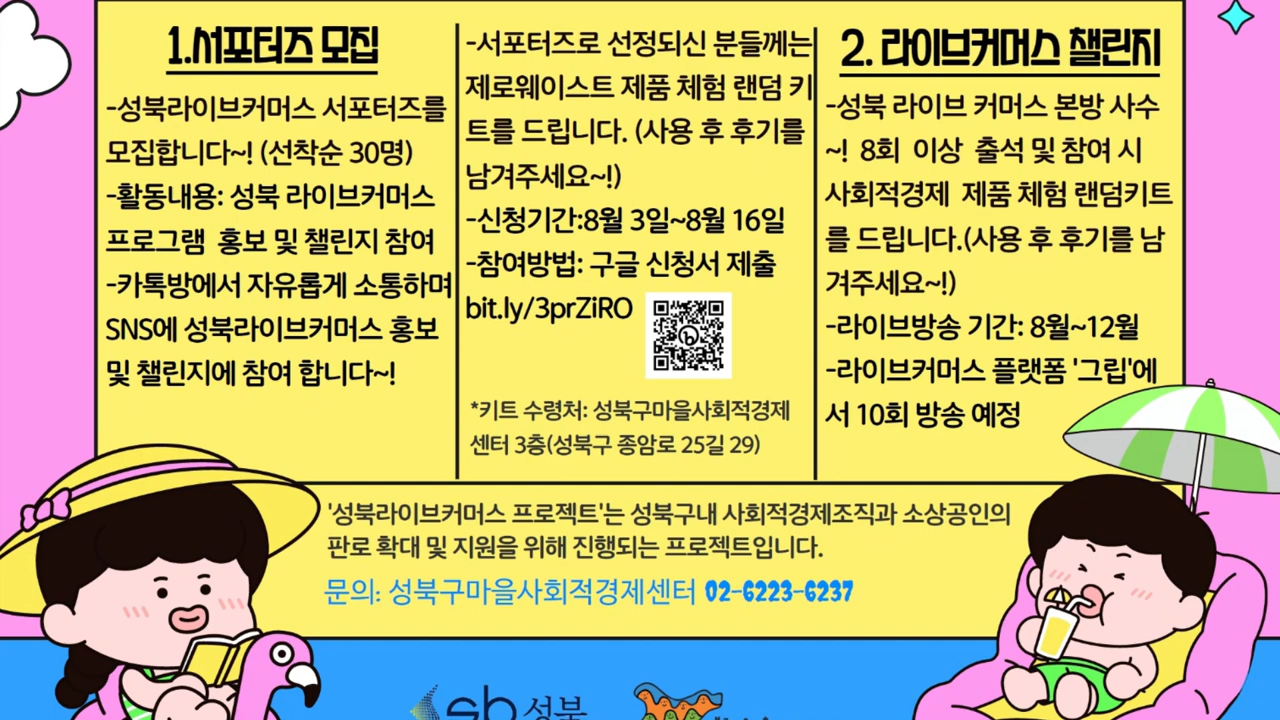 1.서포터즈 모집
-성북라이브커머스 서포터즈를
모집합니다~! (선착순 30명)
-활동내용: 성북 라이브커머스
프로그램 홍보 및 챌린지 참여
-카톡방에서 자유롭게 소통하며
SNS에 성북라이브커머스 홍보
및 챌린지에 참여 합니다~!
-서포터즈로 선정되신 분들께는
제로웨이스트 제품 체험 랜덤 키
트를 드립니다. (사용 후 후기를
남겨주세요~!)
-신청기간:8월 3일~8월 16일
-참여방법: 구글 신청서 제출
bit.ly/3prZiRO
*키트 수령처: 성북구마을사회적경제
센터 3층(성북구 종암로 25길 29)
2. 라이브커머스 챌린지
-성북 라이브 커머스 본방 사수
~! 8회 이상 출석 및 참여 시
사회적경제 제품 체험 랜덤키트
를 드립니다.(사용 후 후기를 남
겨주세요~!)
-라이브방송 기간: 8월~12월
-라이브커머스 플랫폼 '그립'에
서 10회 방송 예정
'성북라이브커머스 프로젝트'는 성북구내 사회적경제조직과 소상공인의
판로 확대 및 지원을 위해 진행되는 프로젝트입니다.
문의: 성북구마을사회적경제센터 02-6223-6237
sb 성북